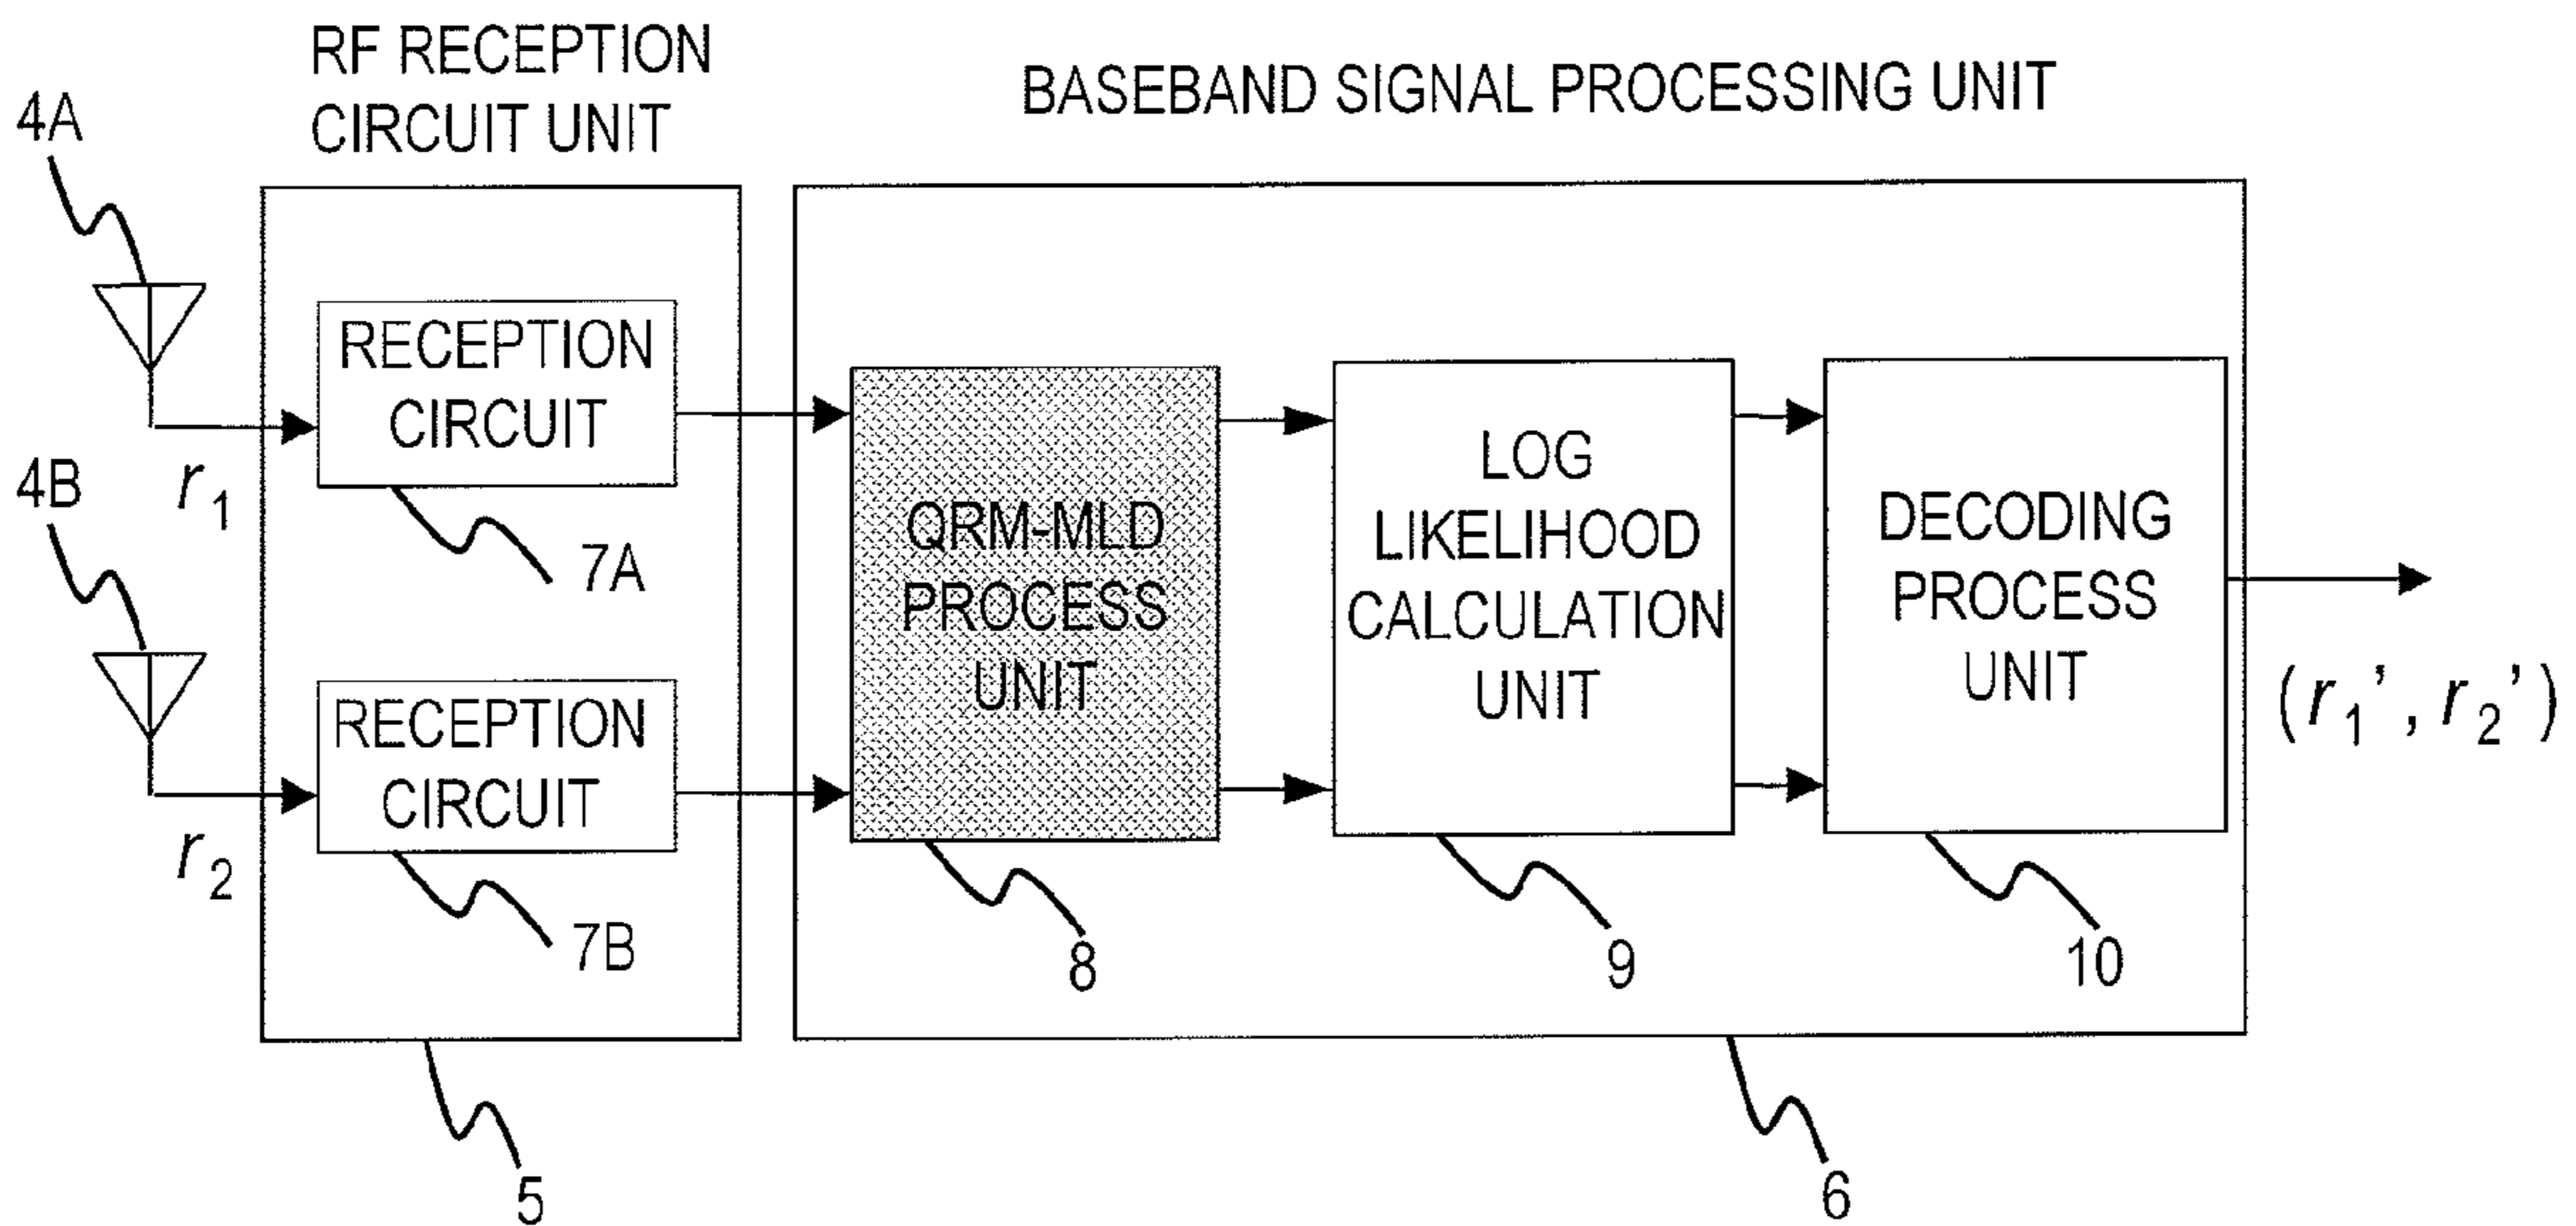 RF RECEPTION
CIRCUIT UNIT
BASEBAND SIGNAL PROCESSING UNIT
4A
RECEPTION
CIRCUIT
r1
7A
4B
RECEPTION
CIRCUIT
r2
7B
QRM-MLD
PROCESS
UNIT
LOG
LIKELIHOOD
CALCULATION
UNIT
DECODING
PROCESS
UNIT
(r1', r2')
8
9
10
5
6